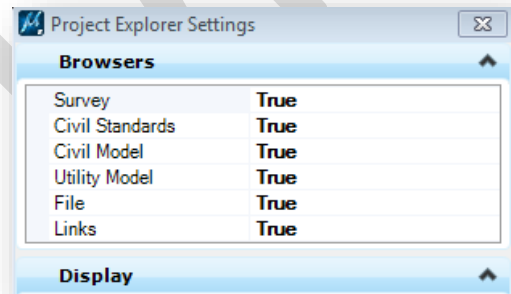 Project Explorer Settings
Browsers
Survey True
Civil Standards True
Civil Model True
Utility Model True
File True
Links True
Display